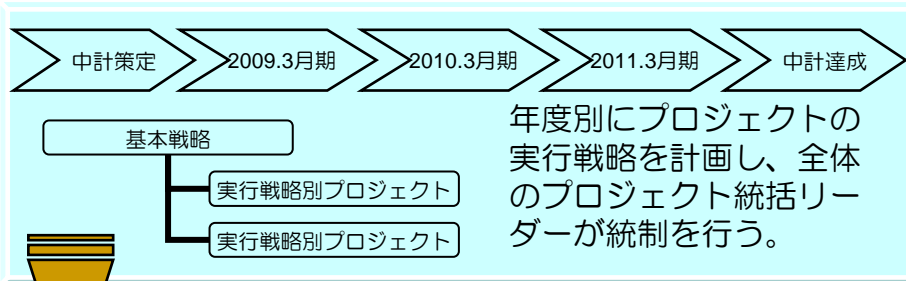 中計策定
2009.3月期
2010.3月期
2011.3月期
中計達成
基本戦略
実行戦略別プロジェクト
実行戦略別プロジェクト
年度別にプロジェクトの
実行戦略を計画し、全体
のプロジェクト統括リー
ダーが統制を行う。